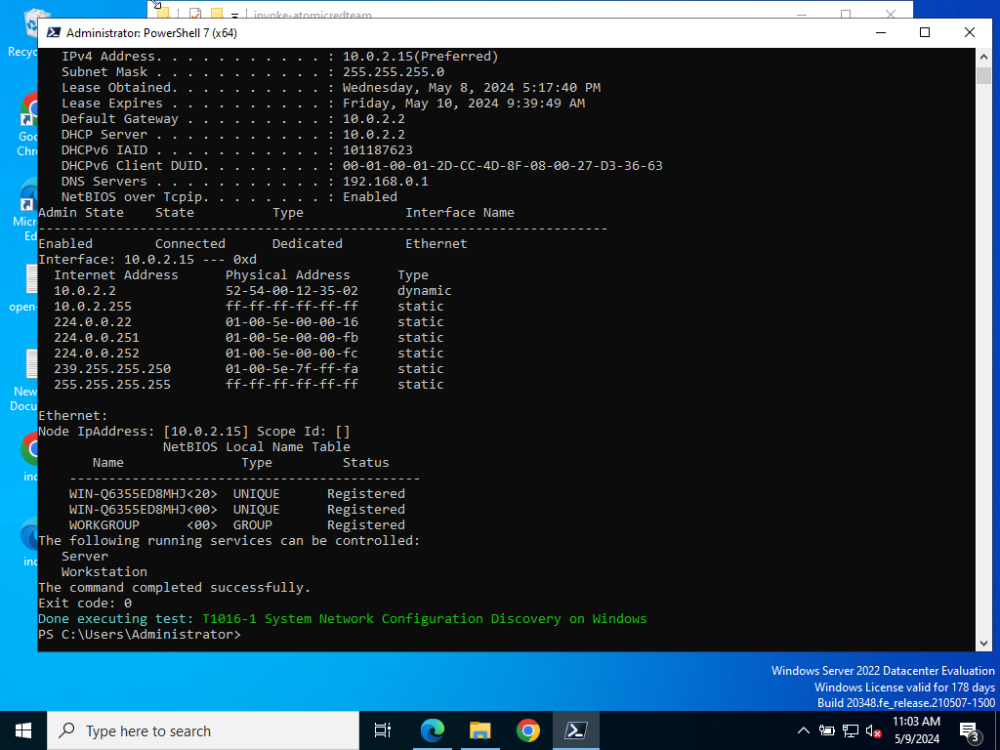 invoke-atomicredteam
Administrator: PowerShell 7 (x64)
IPv4 Address. . . . . . . . . . . : 10.0.2.15(Preferred)
Subnet Mask . . . . . . . . . . . : 255.255.255.0
Lease Obtained. . . . . . . . . . : Wednesday, May 8, 2024 5:17:40 PM
Lease Expires . . . . . . . . . . : Friday, May 10, 2024 9:39:49 AM
Default Gateway . . . . . . . . . : 10.0.2.2
DHCP Server . . . . . . . . . . . : 10.0.2.2
DHCPv6 IAID . . . . . . . . . . . : 101187623
DHCPv6 Client DUID. . . . . . . . : 00-01-00-01-2D-CC-4D-8F-08-00-27-D3-36-63
DNS Servers . . . . . . . . . . . : 192.168.0.1
NetBIOS over Tcpip. . . . . . . . : Enabled
Admin State    State          Type             Interface Name
-------------------------------------------------------------------------
Enabled        Connected      Dedicated        Ethernet
Interface: 10.0.2.15 --- 0xd
Internet Address      Physical Address      Type
10.0.2.2              52-54-00-12-35-02     dynamic
10.0.2.255            ff-ff-ff-ff-ff-ff     static
224.0.0.22            01-00-5e-00-00-16     static
224.0.0.251           01-00-5e-00-00-fb     static
224.0.0.252           01-00-5e-00-00-fc     static
239.255.255.250       01-00-5e-7f-ff-fa     static
255.255.255.255       ff-ff-ff-ff-ff-ff     static
Ethernet:
Node IpAddress: [10.0.2.15] Scope Id: []
NetBIOS Local Name Table
Name               Type         Status
---------------------------------------------
WIN-Q6355ED8MHJ<20>  UNIQUE      Registered
WIN-Q6355ED8MHJ<00>  UNIQUE      Registered
WORKGROUP      <00>  GROUP       Registered
The following running services can be controlled:
Server
Workstation
The command completed successfully.
Exit code: 0
Done executing test: T1016-1 System Network Configuration Discovery on Windows
PS C:\Users\Administrator>
Windows Server 2022 Datacenter Evaluation
Windows License valid for 178 days
Build 20348.fe_release.210507-1500
Type here to search
11:03 AM
5/9/2024
3